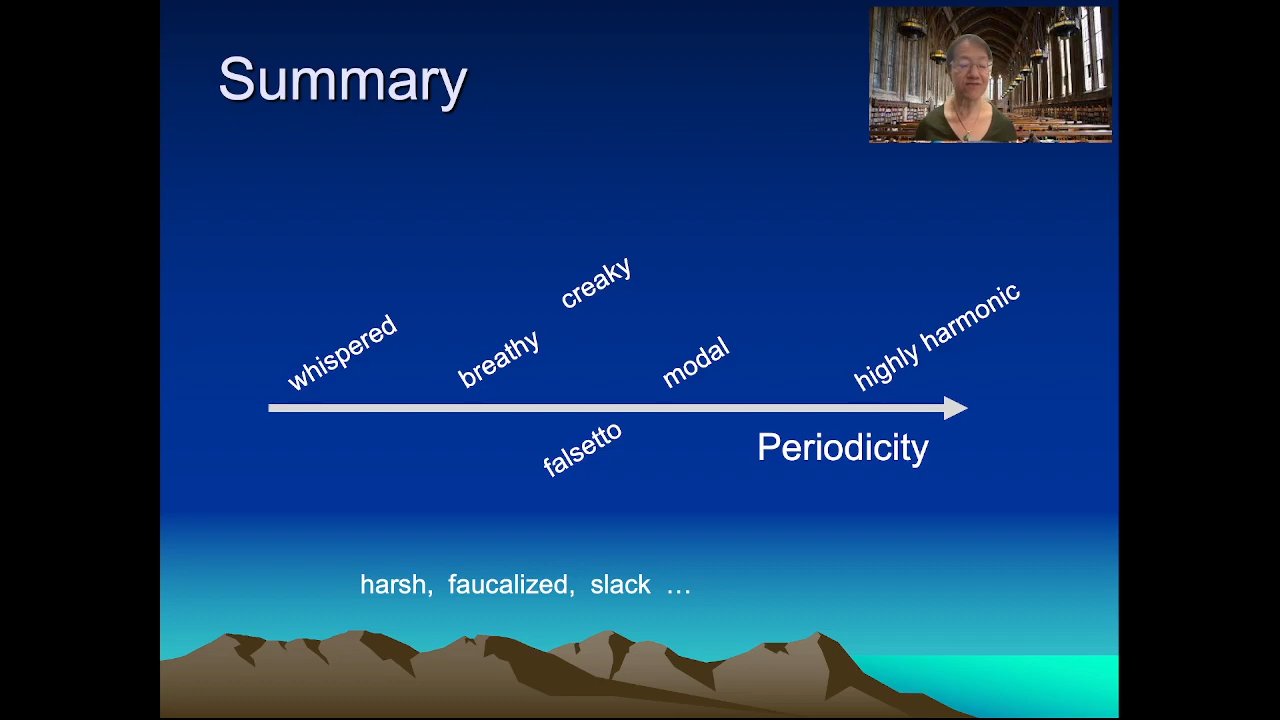 Summary
creaky
whispered
breathy
modal
highly harmonic
falsetto
Periodicity
harsh, faucalized, slack …